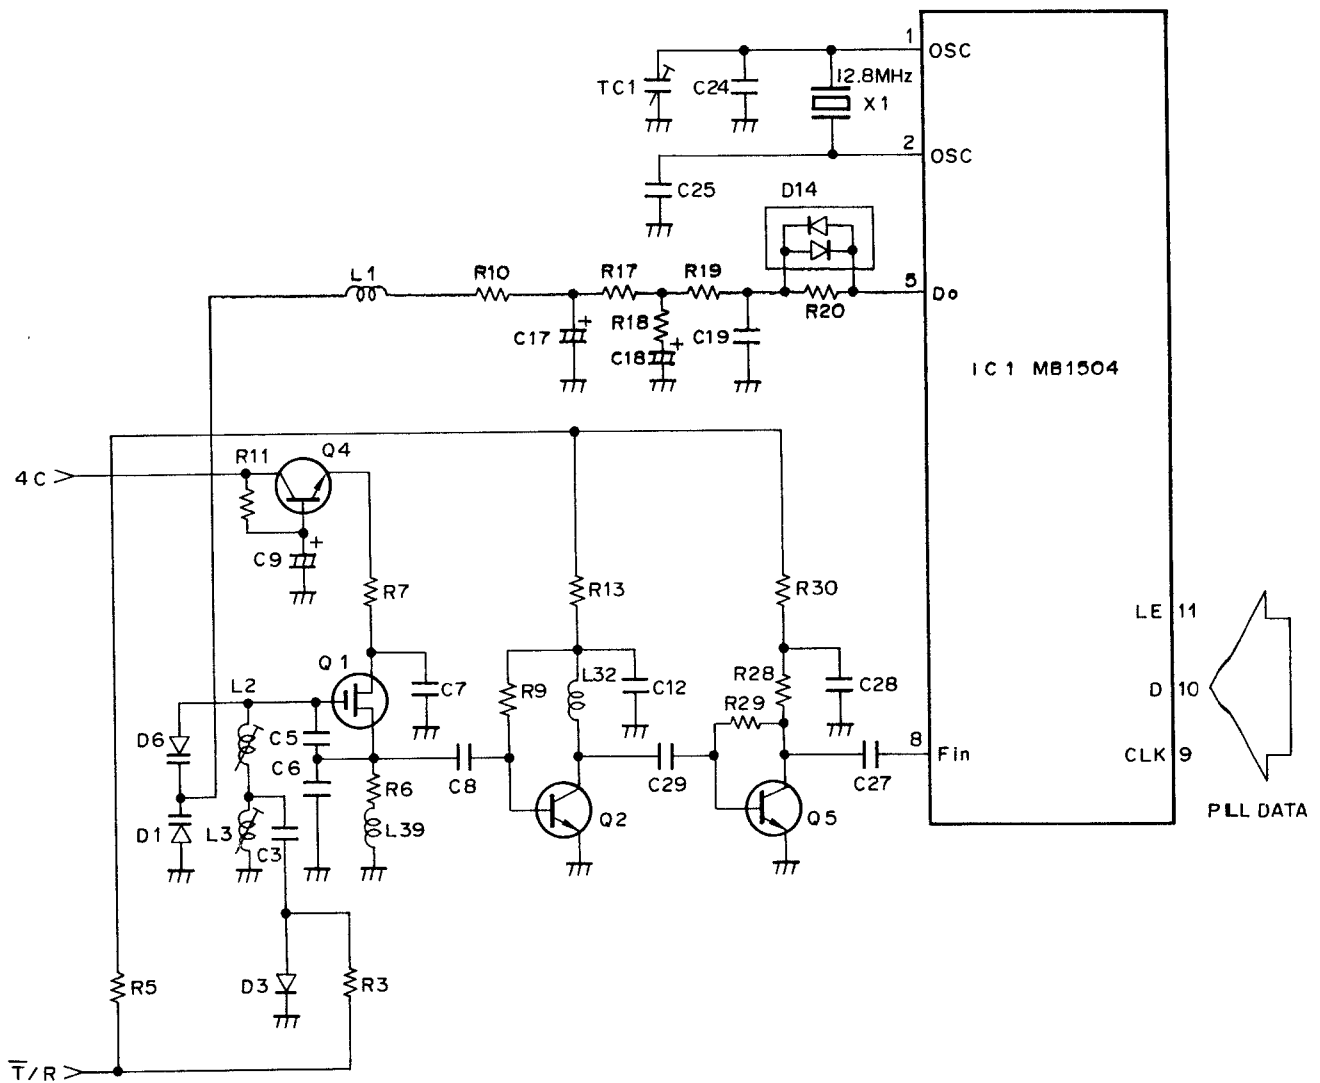 1
OSC
TC1
C24
12.8MHz
X1
2
OSC
C25
D14
L1
R10
R17
R19
5
Do
R20
C17
+
R18
C18
+
C19
IC1 MB1504
4C
R11
Q4
C9
+
R7
R13
R30
LE 11
Q1
L2
C7
R9
L32
C12
R28
C28
R29
D 10
D6
C5
C6
C8
C29
C27
8
Fin
CLK 9
R6
L39
D1
L3
C3
Q2
Q5
PLL DATA
R5
D3
R3
T̅/R